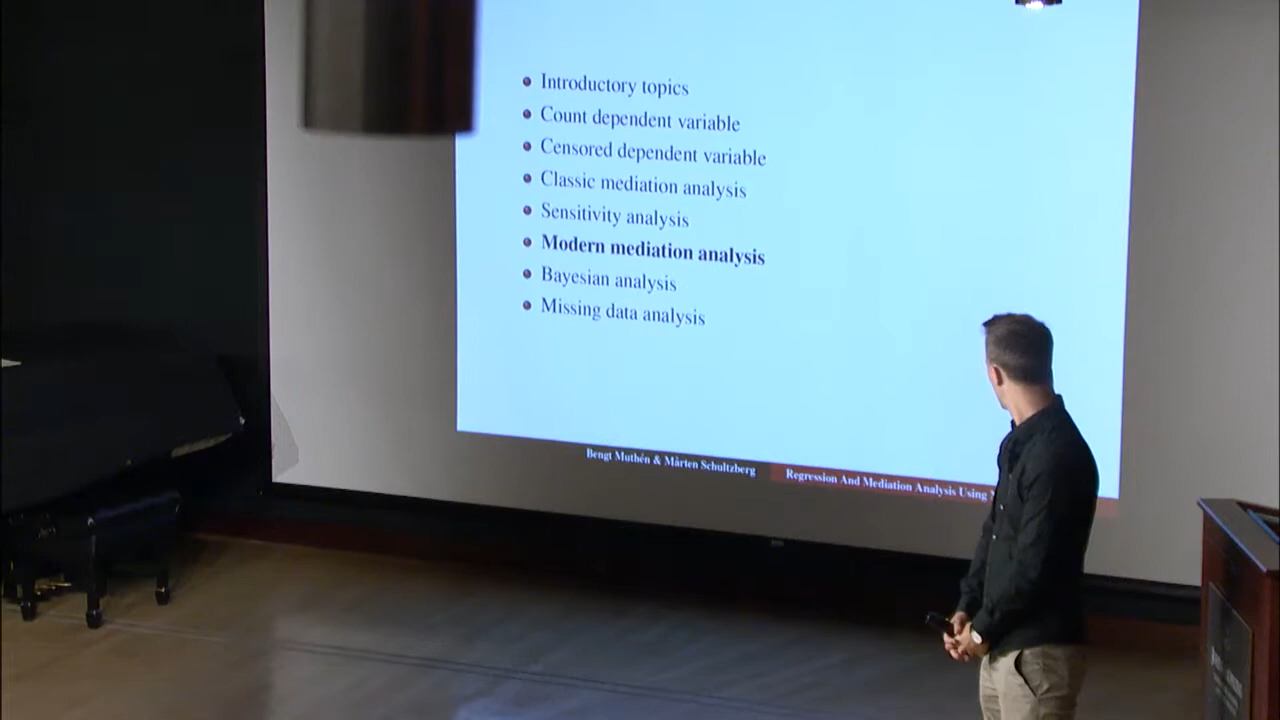 Introductory topics
Count dependent variable
Censored dependent variable
Classic mediation analysis
Sensitivity analysis
Modern mediation analysis
Bayesian analysis
Missing data analysis
Bengt Muthén & Mårten Schultzberg
Regression And Mediation Analysis Using